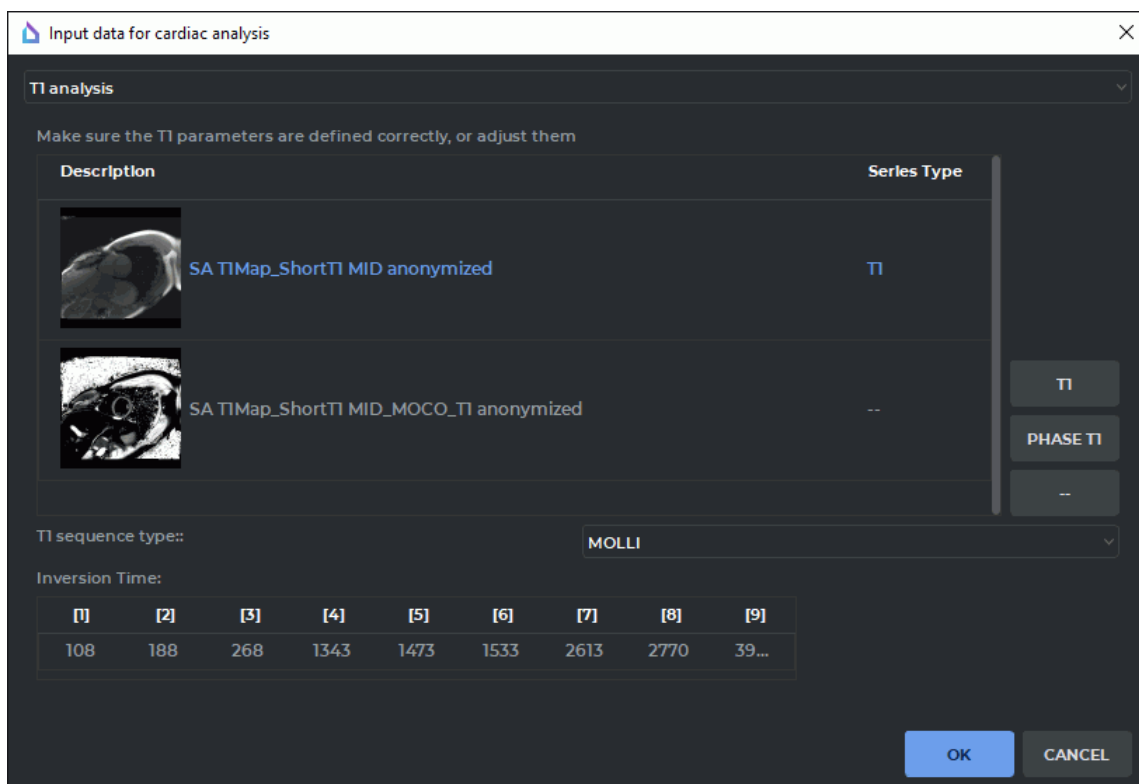 Input data for cardiac analysis
T1 analysis
Make sure the T1 parameters are defined correctly, or adjust them
Description Series Type
SA T1Map_ShortT1 MID anonymized T1
SA T1Map_ShortT1 MID_MOCO_T1 anonymized --
T1
PHASE T1
--
T1 sequence type:: MOLLI
Inversion Time:
[1] [2] [3] [4] [5] [6] [7] [8] [9]
108 188 268 1343 1473 1533 2613 2770 39...
OK CANCEL